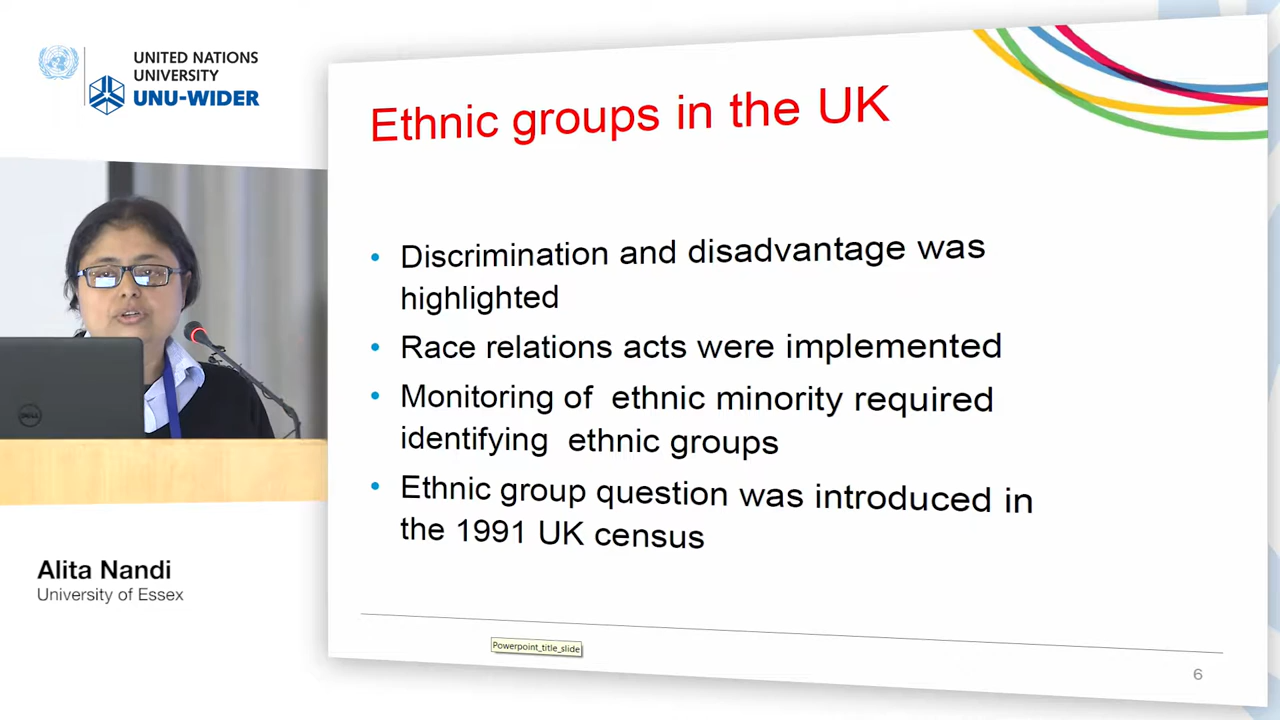 UNITED NATIONS
UNIVERSITY
UNU-WIDER
Ethnic groups in the UK
• Discrimination and disadvantage was
highlighted
• Race relations acts were implemented
• Monitoring of ethnic minority required
identifying ethnic groups
• Ethnic group question was introduced in
the 1991 UK census
DELL
Alita Nandi
University of Essex
Powerpoint_title_slide
6